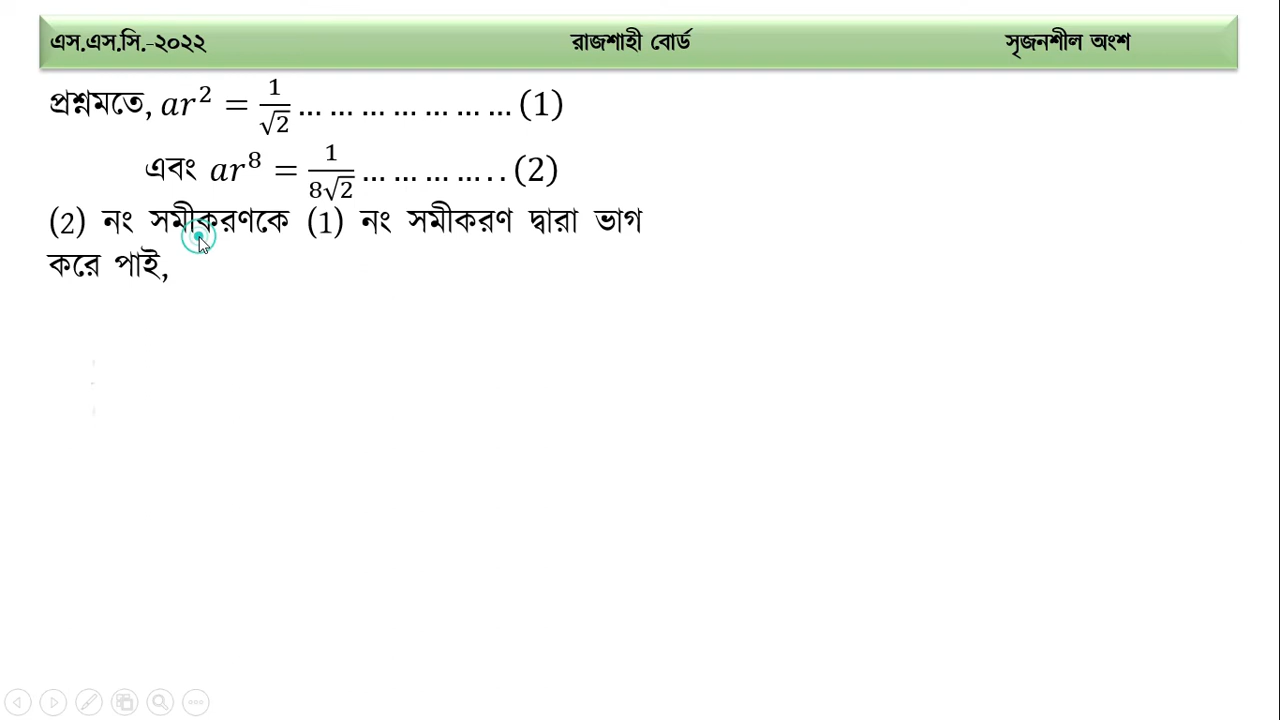 এস.এস.সি.-২০২২ রাজশাহী বোর্ড সৃজনশীল অংশ
প্রশ্নমতে, ar² = 1/√2 ... ... ... ... ... ... ... (1)
এবং ar⁸ = 1/8√2 ... ... ... ... . . (2)
(2) নং সমীকরণকে (1) নং সমীকরণ দ্বারা ভাগ
করে পাই,